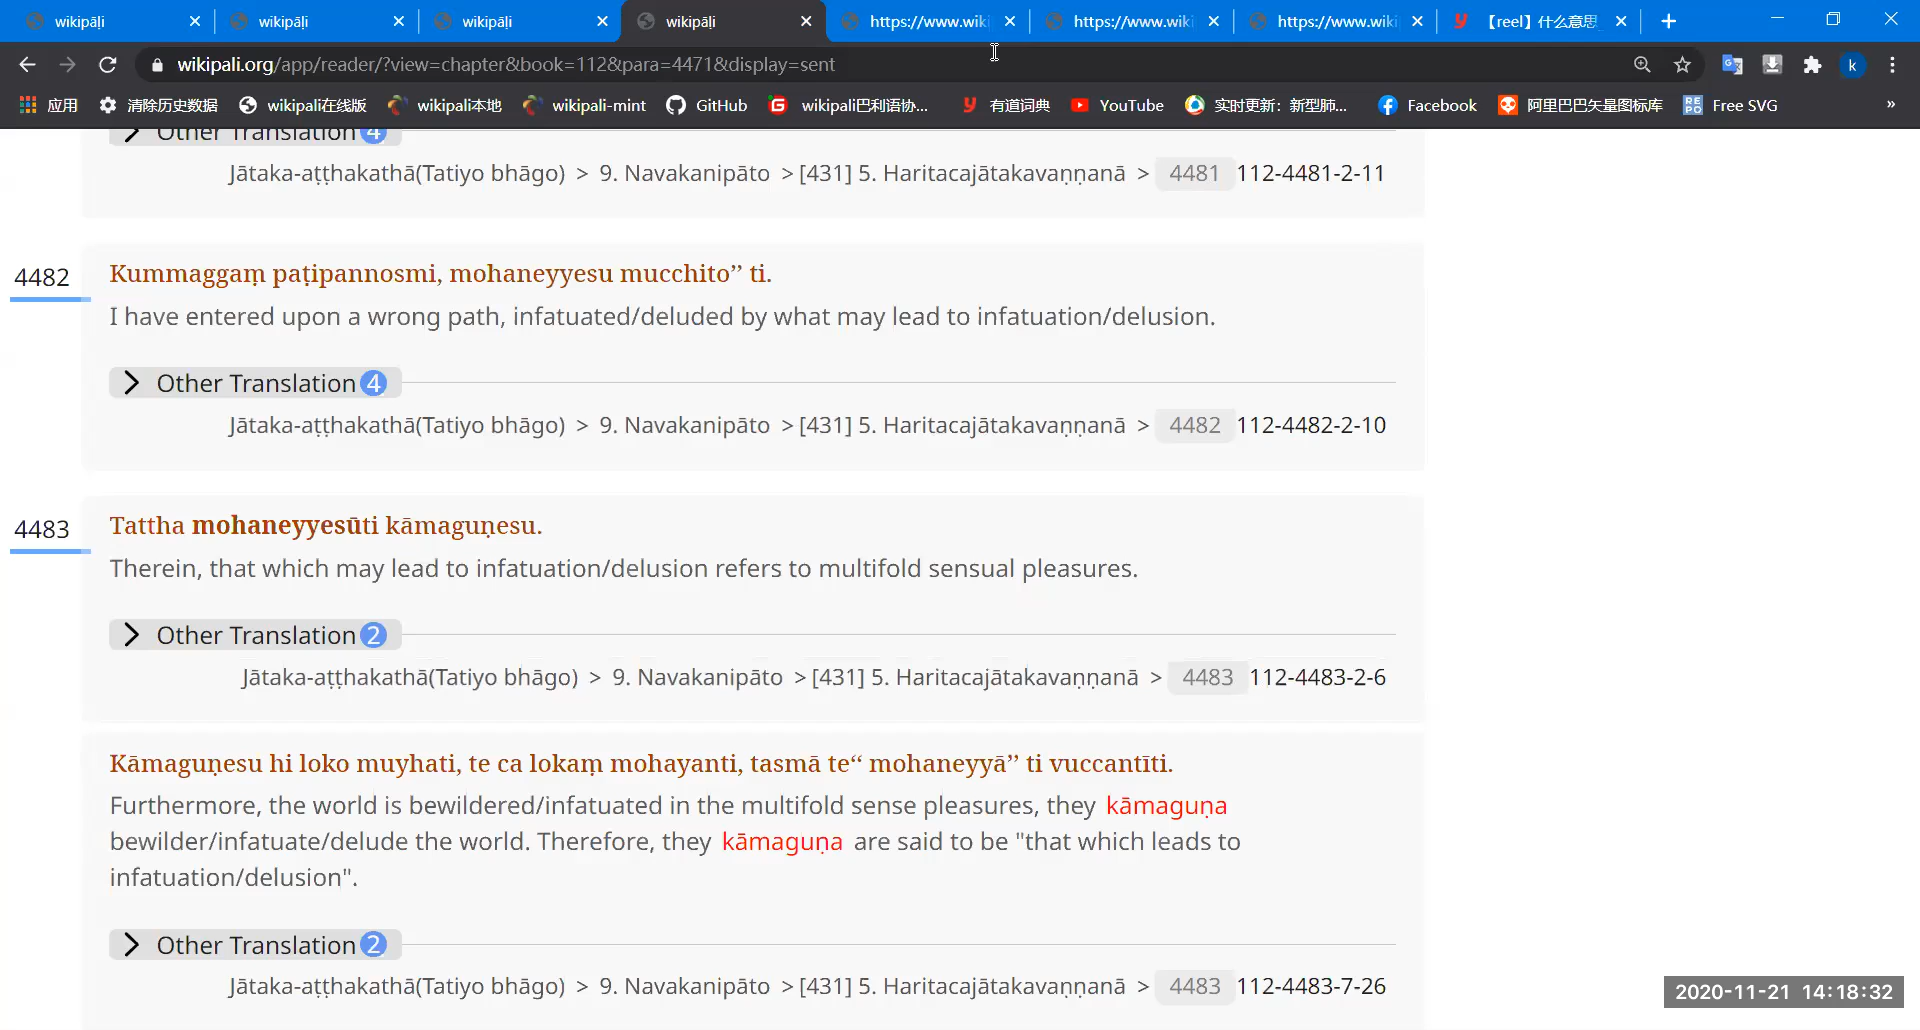 wikipāḷi
wikipāḷi
wikipāḷi
wikipāḷi
https://www.wiki
https://www.wiki
https://www.wiki
【reel】什么意思
wikipali.org/app/reader/?view=chapter&book=112&para=4471&display=sent
k
应用
清除历史数据
wikipali在线版
wikipali本地
wikipali-mint
GitHub
wikipali巴利语协...
有道词典
YouTube
实时更新：新型肺...
Facebook
阿里巴巴矢量图标库
Free SVG
»
Other Translation 4
Jātaka-aṭṭhakathā(Tatiyo bhāgo) > 9. Navakanipāto >[431] 5. Haritacajātakavaṇṇanā > 4481 112-4481-2-11
4482
Kummaggaṃ paṭipannosmi, mohaneyyesu mucchito’’ ti.
I have entered upon a wrong path, infatuated/deluded by what may lead to infatuation/delusion.
Other Translation 4
Jātaka-aṭṭhakathā(Tatiyo bhāgo) > 9. Navakanipāto >[431] 5. Haritacajātakavaṇṇanā > 4482 112-4482-2-10
4483
Tattha mohaneyyesūti kāmaguṇesu.
Therein, that which may lead to infatuation/delusion refers to multifold sensual pleasures.
Other Translation 2
Jātaka-aṭṭhakathā(Tatiyo bhāgo) > 9. Navakanipāto >[431] 5. Haritacajātakavaṇṇanā > 4483 112-4483-2-6
Kāmaguṇesu hi loko muyhati, te ca lokaṃ mohayanti, tasmā te‘‘ mohaneyyā’’ ti vuccantīti.
Furthermore, the world is bewildered/infatuated in the multifold sense pleasures, they kāmaguṇa
bewilder/infatuate/delude the world. Therefore, they kāmaguṇa are said to be "that which leads to
infatuation/delusion".
Other Translation 2
Jātaka-aṭṭhakathā(Tatiyo bhāgo) > 9. Navakanipāto >[431] 5. Haritacajātakavaṇṇanā > 4483 112-4483-7-26
2020-11-21 14:18:32